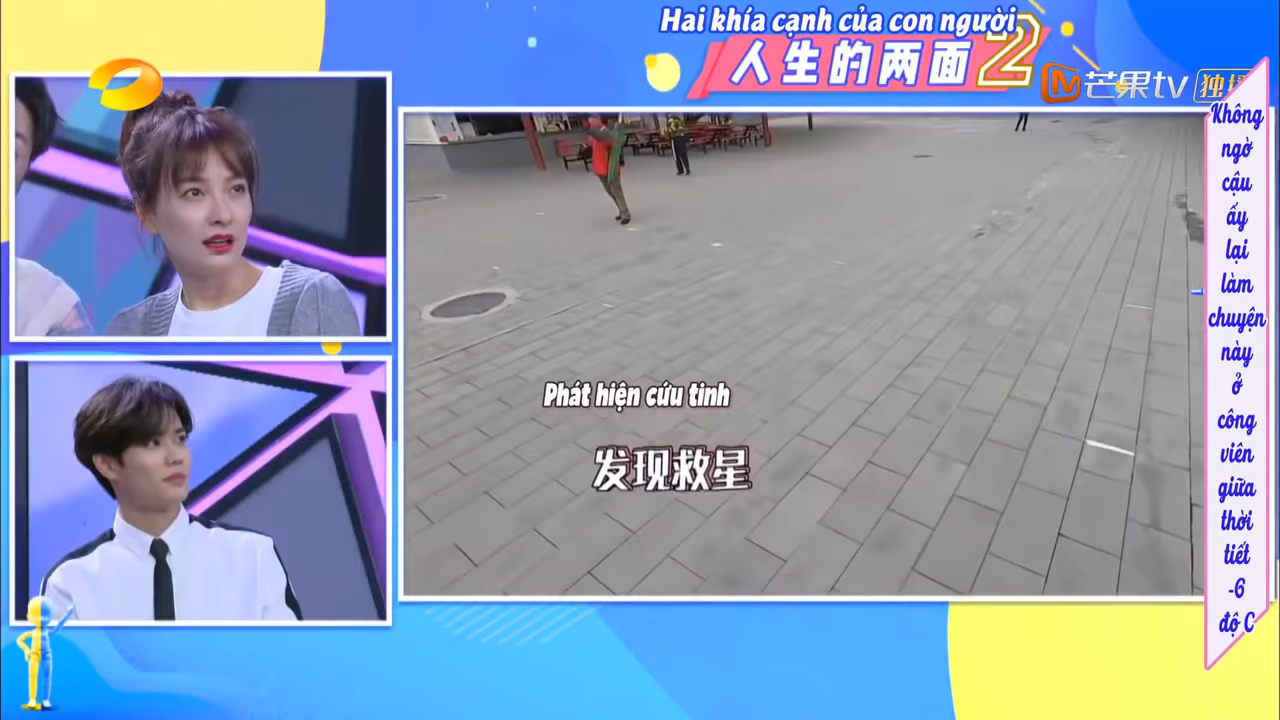 Hai khía cạnh của con người
人生的两面2
芒果tv
独播
Phát hiện cứu tinh
发现救星
Không
ngờ
cậu
ấy
lại
làm
chuyện
này
ở
công
viên
giữa
thời
tiết
-6
độ C